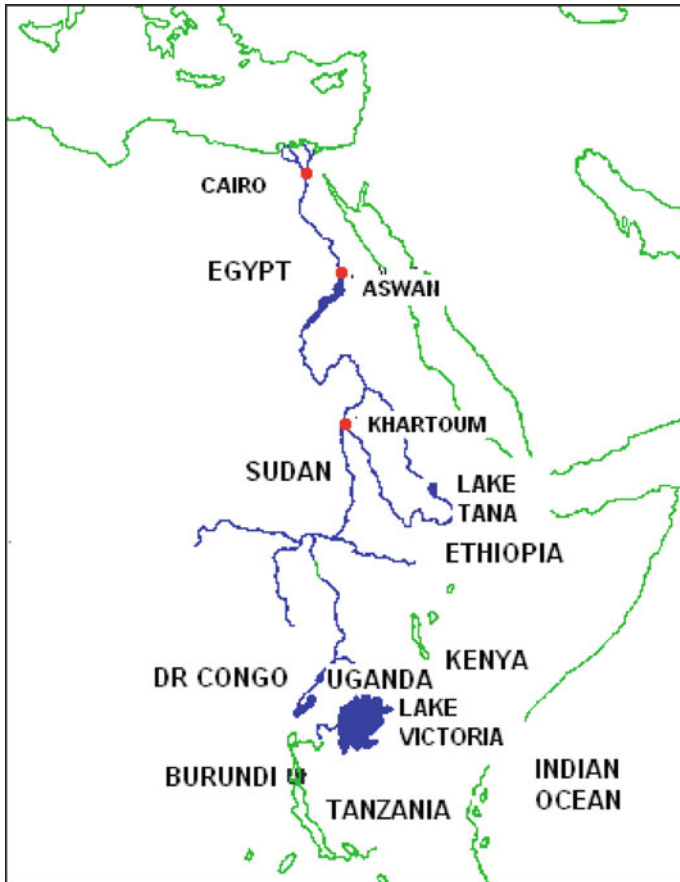 CAIRO
EGYPT
ASWAN
KHARTOUM
SUDAN
LAKE
TANA
ETHIOPIA
KENYA
DR CONGO
UGANDA
LAKE
VICTORIA
BURUNDI
INDIAN
OCEAN
TANZANIA